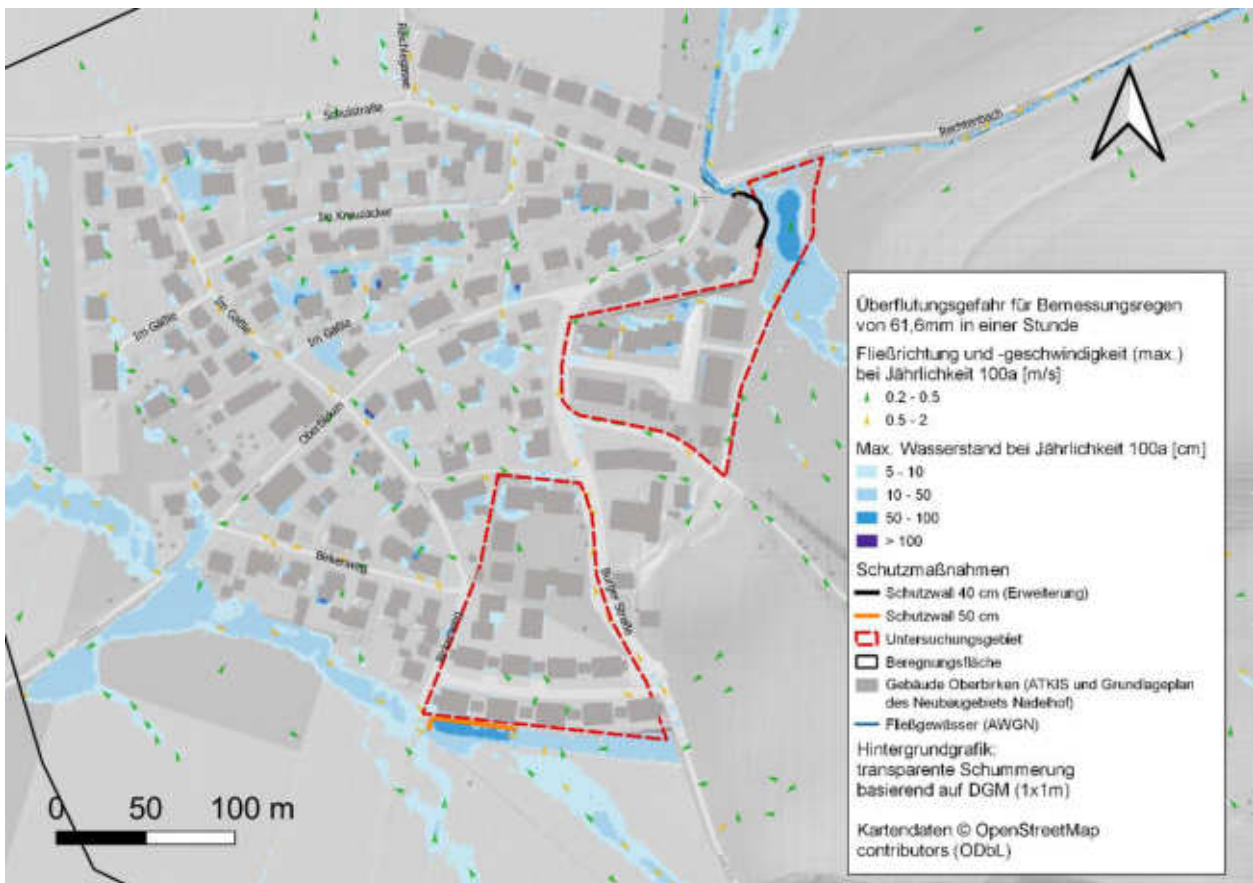 Bächlegasse
Schulstraße
Rechtenbach
Im Kreuzacker
Im Gäßle
Im Gäßle
Im Gäßle
Oberbirken
Birkenweg
Burger Straße
0 50 100 m
Überflutungsgefahr für Bemessungsregen
von 61,6mm in einer Stunde
Fließrichtung und -geschwindigkeit (max.)
bei Jährlichkeit 100a [m/s]
0.2 - 0.5
0.5 - 2
Max. Wasserstand bei Jährlichkeit 100a [cm]
5 - 10
10 - 50
50 - 100
> 100
Schutzmaßnahmen
Schutzwall 40 cm (Erweiterung)
Schutzwall 50 cm
Untersuchungsgebiet
Beregnungsfläche
Gebäude Oberbirken (ATKIS und Grundlageplan
des Neubaugebiets Nadelhof)
Fließgewässer (AWGN)
Hintergrundgrafik:
transparente Schummerung
basierend auf DGM (1x1m)
Kartendaten © OpenStreetMap
contributors (ODbL)